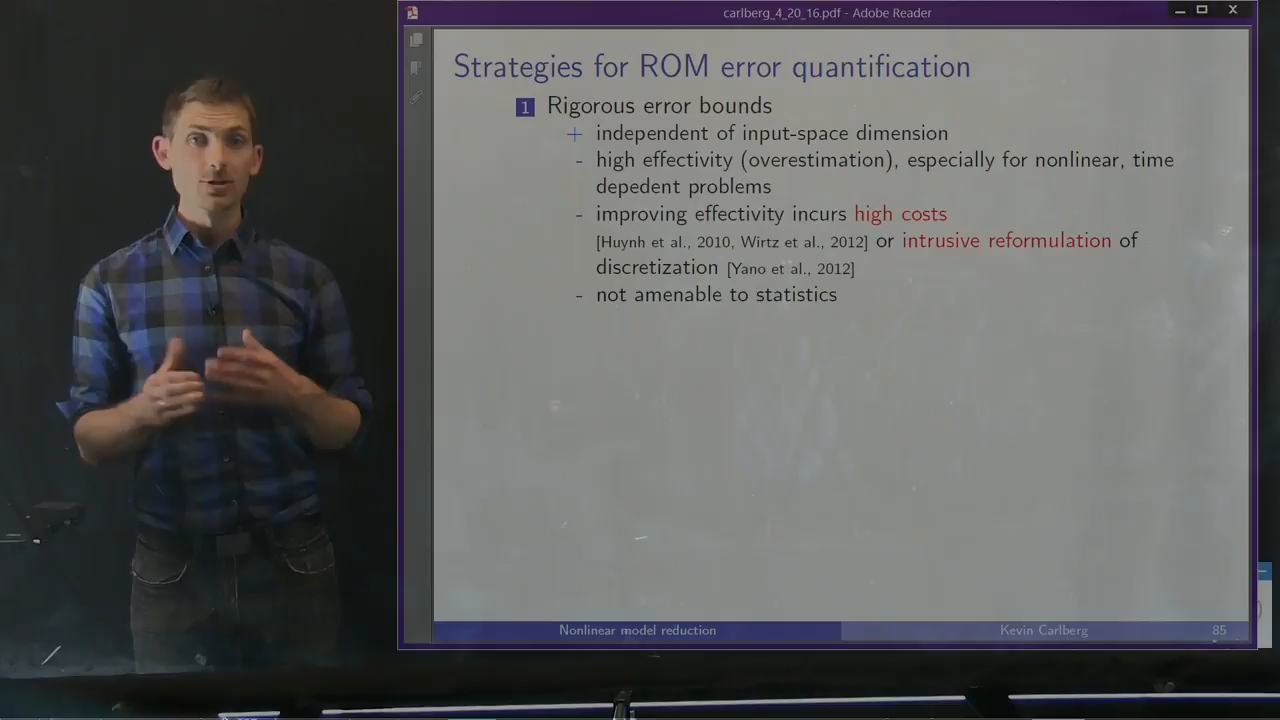 carlberg_4_20_16.pdf - Adobe Reader
Strategies for ROM error quantification
1 Rigorous error bounds
+ independent of input-space dimension
- high effectivity (overestimation), especially for nonlinear, time
depedent problems
- improving effectivity incurs high costs
[Huynh et al., 2010, Wirtz et al., 2012] or intrusive reformulation of
discretization [Yano et al., 2012]
- not amenable to statistics
Nonlinear model reduction Kevin Carlberg 85